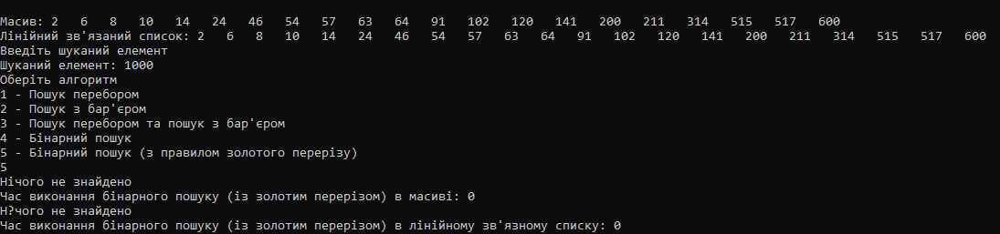 Масив: 2 6 8 10 14 24 46 54 57 63 64 91 102 120 141 200 211 314 515 517 600
Лінійний зв'язаний список: 2 6 8 10 14 24 46 54 57 63 64 91 102 120 141 200 211 314 515 517 600
Введіть шуканий елемент
Шуканий елемент: 1000
Оберіть алгоритм
1 - Пошук перебором
2 - Пошук з бар'єром
3 - Пошук перебором та пошук з бар'єром
4 - Бінарний пошук
5 - Бінарний пошук (з правилом золотого перерізу)
5
Нічого не знайдено
Час виконання бінарного пошуку (із золотим перерізом) в масиві: 0
Н?чого не знайдено
Час виконання бінарного пошуку (із золотим перерізом) в лінійному зв'язному списку: 0